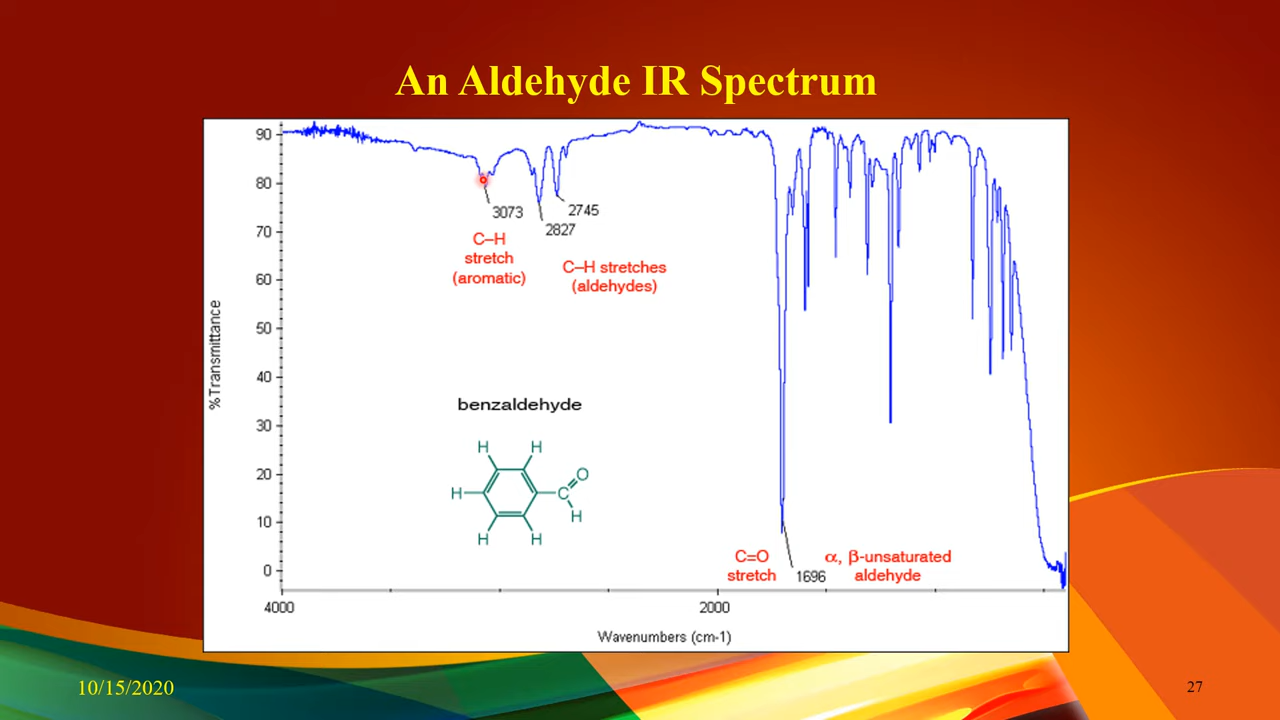 An Aldehyde IR Spectrum
90
80
70
60
50
40
30
20
10
0
% Transmittance
3073
2827
2745
C–H
stretch
(aromatic)
C–H stretches
(aldehydes)
benzaldehyde
H
H
H
H
H
C
O
H
C=O
stretch
1696
α, β-unsaturated
aldehyde
4000
2000
Wavenumbers (cm-1)
10/15/2020
27